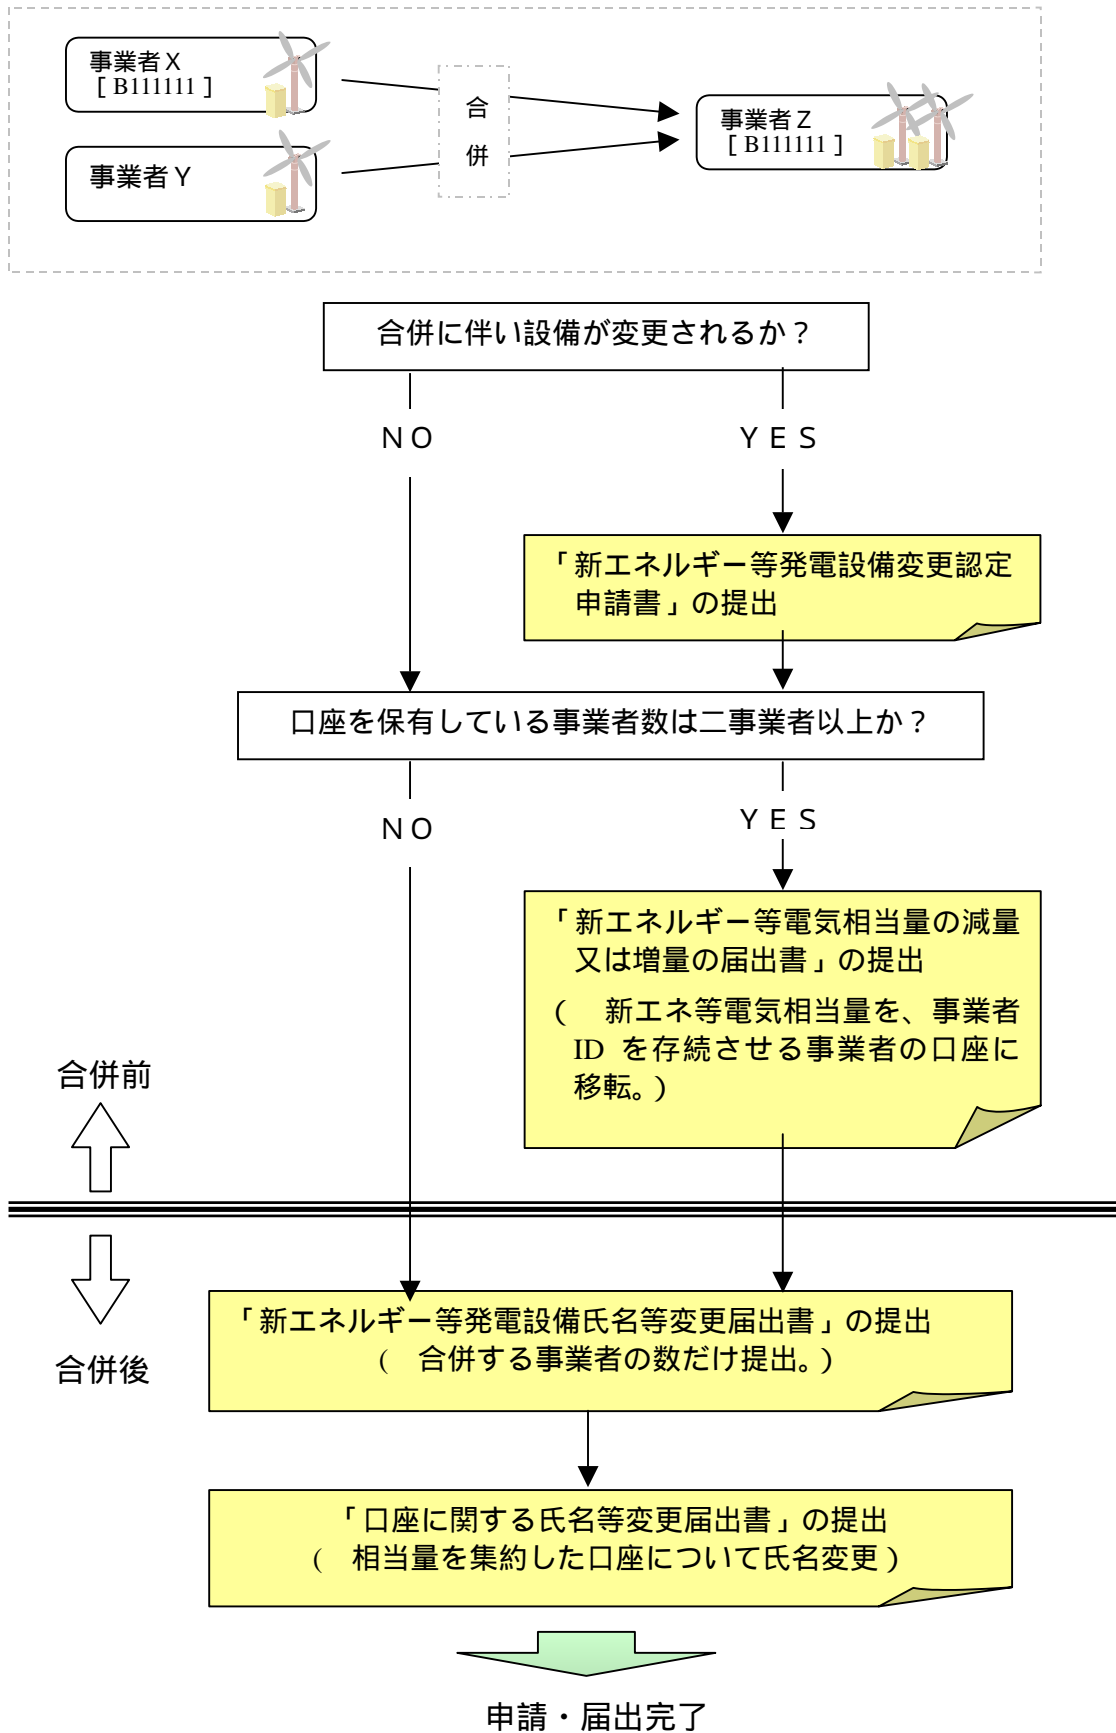 事業者Ｘ
［B111111］
事業者Ｙ
合
併
事業者Ｚ
［B111111］
合併に伴い設備が変更されるか？
ＮＯ
ＹＥＳ
「新エネルギー等発電設備変更認定
申請書」の提出
口座を保有している事業者数は二事業者以上か？
ＮＯ
ＹＥＳ
「新エネルギー等電気相当量の減量
又は増量の届出書」の提出
（　新エネ等電気相当量を、事業者
ID を存続させる事業者の口座に
移転。）
合併前
合併後
「新エネルギー等発電設備氏名等変更届出書」の提出
（　合併する事業者の数だけ提出。）
「口座に関する氏名等変更届出書」の提出
（　相当量を集約した口座について氏名変更）
申請・届出完了